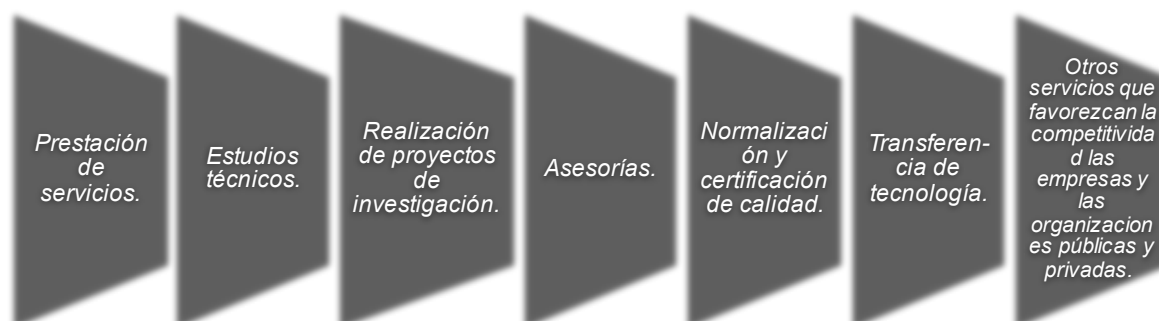 Prestación
de
servicios.
Estudios
técnicos.
Realización
de proyectos
de
investigación.
Asesorías.
Normalizaci
ón y
certificación
de calidad.
Transferen-
cia de
tecnología.
Otros
servicios que
favorezcan la
competitivida
d las
empresas y
las
organizacion
es públicas y
privadas.